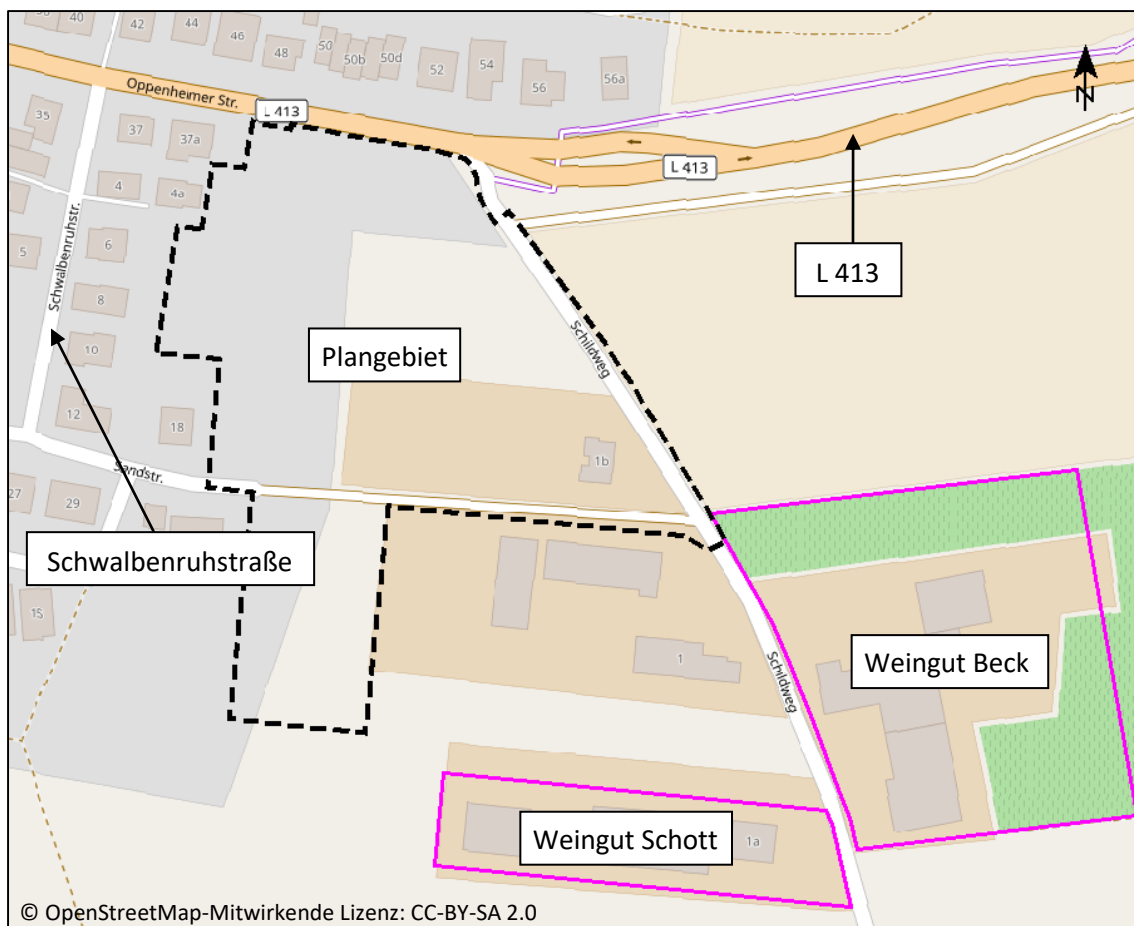 38
40
42
44
46
48
50
50b
50d
52
54
56
56a
Oppenheimer Str.
L 413
N
35
37
37a
4
4a
L 413
L 413
5
6
Schwalbenruhstr.
8
10
Plangebiet
Schildweg
12
18
1b
Sandstr.
27
29
Schwalbenruhstraße
15
1
Schildweg
Weingut Beck
Weingut Schott
1a
© OpenStreetMap-Mitwirkende Lizenz: CC-BY-SA 2.0